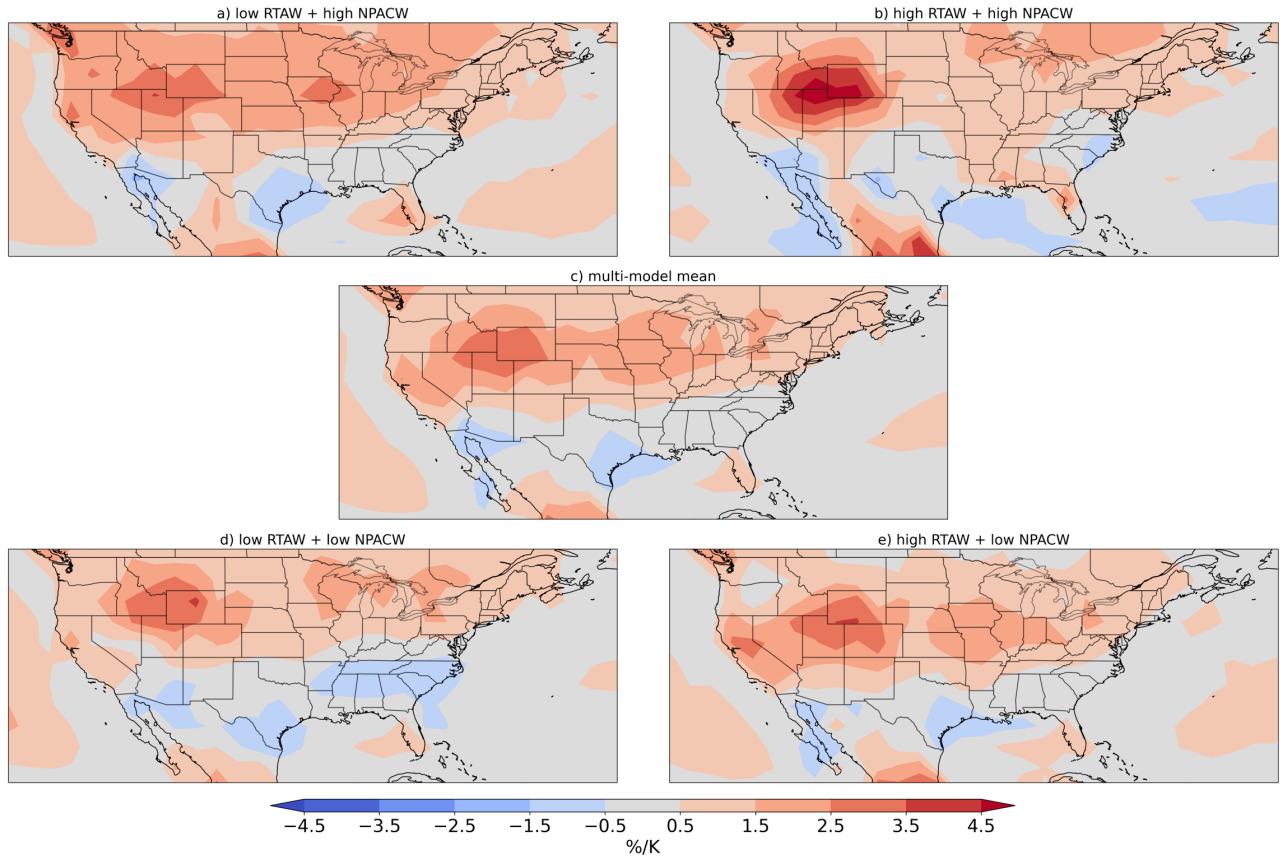 a) low RTAW + high NPACW
b) high RTAW + high NPACW
c) multi-model mean
d) low RTAW + low NPACW
e) high RTAW + low NPACW
−4.5 −3.5 −2.5 −1.5 −0.5 0.5 1.5 2.5 3.5 4.5
%/K